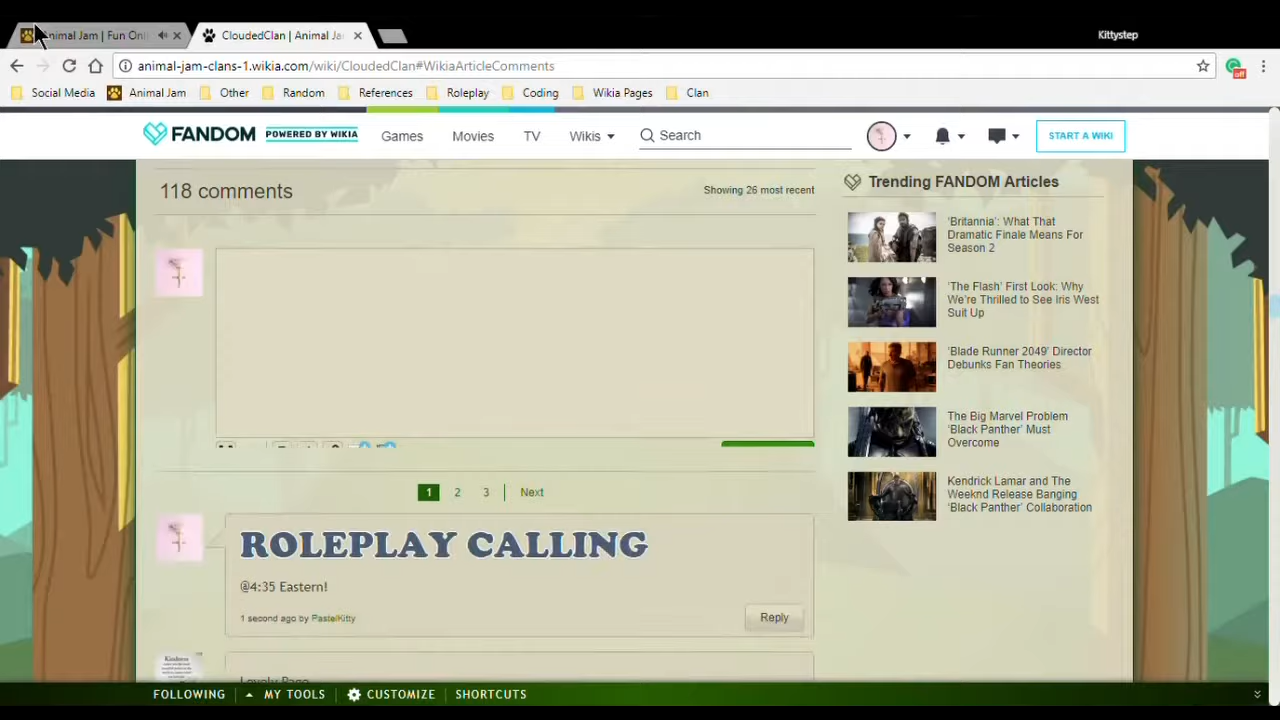 nimal Jam | Fun Onl
CloudedClan | Animal Ja
Kittystep
animal-jam-clans-1.wikia.com/wiki/CloudedClan#WikiaArticleComments
off
Social Media Animal Jam Other Random References Roleplay Coding Wikia Pages Clan
FANDOM POWERED BY WIKIA Games Movies TV Wikis Search START A WIKI
118 comments
Showing 26 most recent
Trending FANDOM Articles
'Britannia': What That
Dramatic Finale Means For
Season 2
'The Flash' First Look: Why
We're Thrilled to See Iris West
Suit Up
'Blade Runner 2049' Director
Debunks Fan Theories
The Big Marvel Problem
'Black Panther' Must
Overcome
Kendrick Lamar and The
Weeknd Release Banging
'Black Panther' Collaboration
1 2 3 Next
ROLEPLAY CALLING
@4:35 Eastern!
1 second ago by PastelKitty
Reply
Kindness
Lovely Page
FOLLOWING MY TOOLS CUSTOMIZE SHORTCUTS